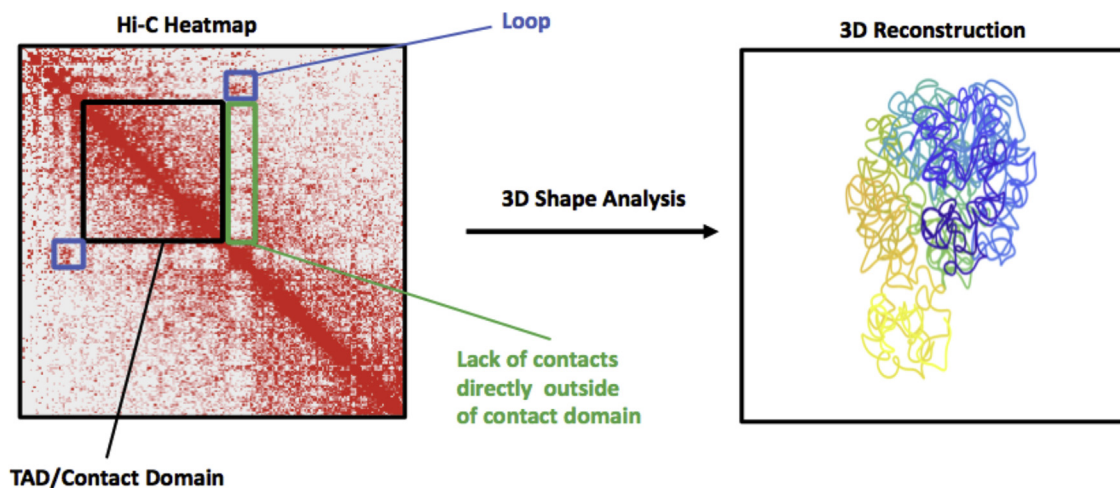 Hi-C Heatmap
Loop
3D Reconstruction
3D Shape Analysis
Lack of contacts
directly outside
of contact domain
TAD/Contact Domain